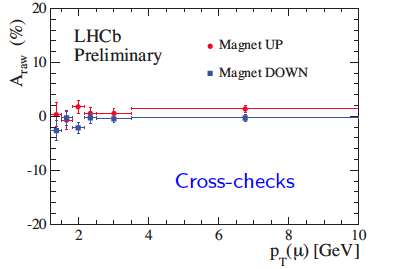 A_raw (%)
20
10
0
-10
-20
LHCb
Preliminary
Magnet UP
Magnet DOWN
Cross-checks
2 4 6 8 10
p_T(μ) [GeV]